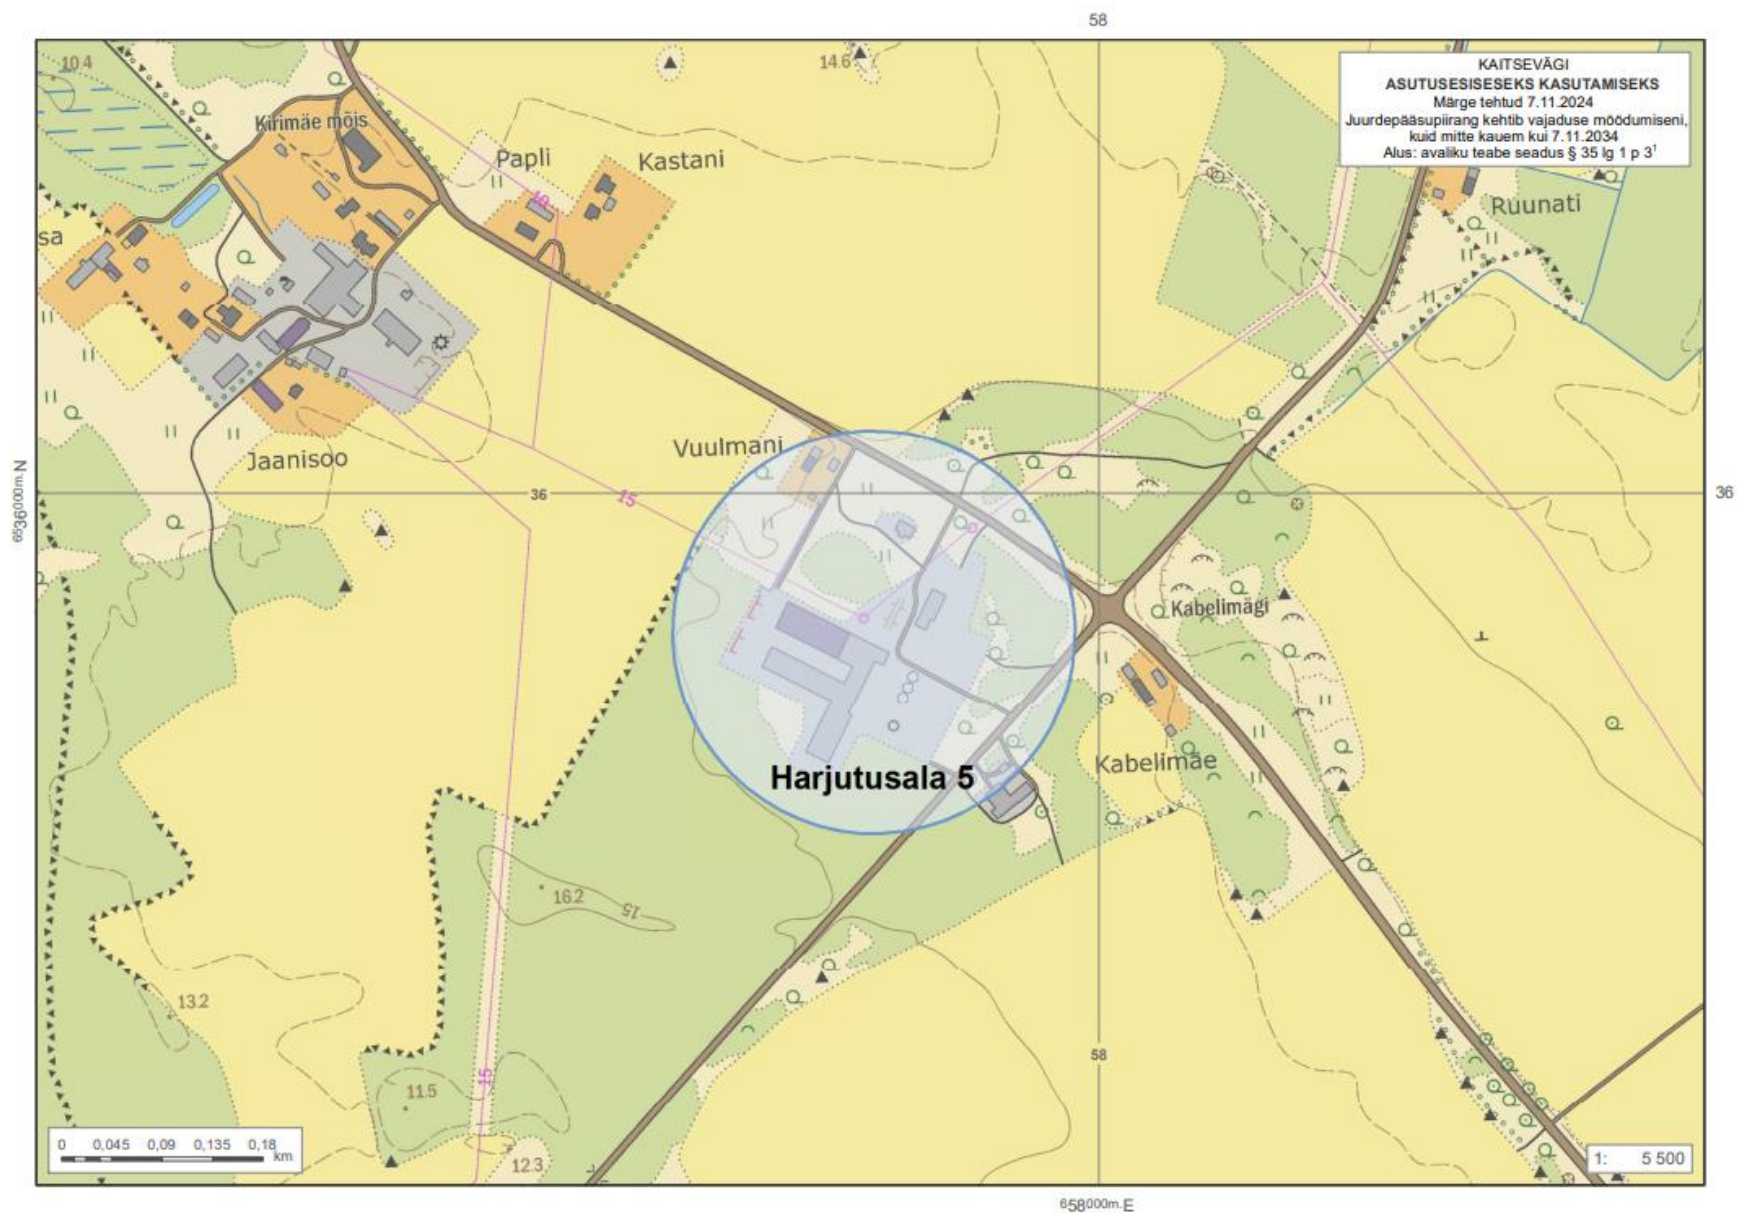 58
10.4
14.6
KAITSEVÄGI
ASUTUSESISESEKS KASUTAMISEKS
Märge tehtud 7.11.2024
Juurdepääsupiirang kehtib vajaduse möödumiseni,
kuid mitte kauem kui 7.11.2034
Alus: avaliku teabe seadus § 35 lg 1 p 3¹
Kirimäe mõis
Papli
Kastani
10
Ruunati
sa
Vuulmani
Jaanisoo
6536000m.N
36
15
36
Kabelimägi
Kabelimäe
Harjutusala 5
16.2
15
13.2
58
15
11.5
0 0,045 0,09 0,135 0,18
km
12.3
1: 5 500
658000m.E